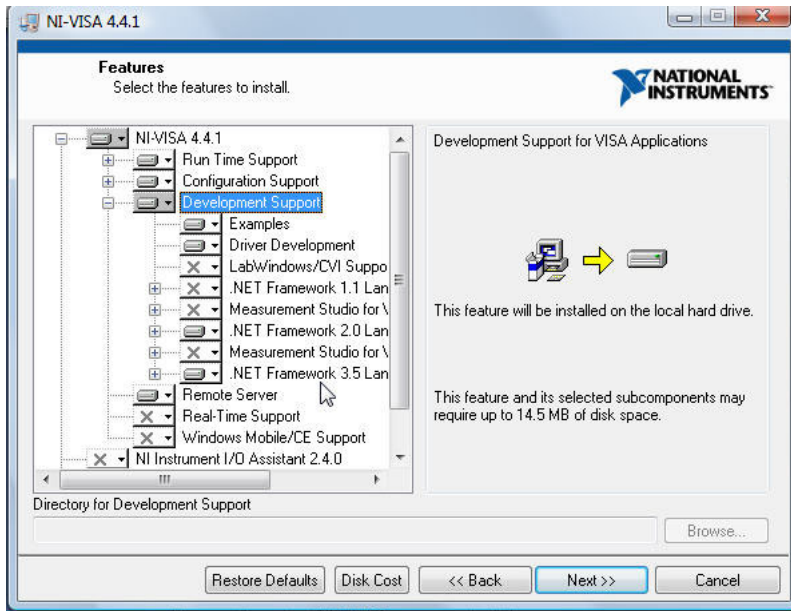 NI-VISA 4.4.1
Features
Select the features to install.
NATIONAL
INSTRUMENTS
NI-VISA 4.4.1
Run Time Support
Configuration Support
Development Support
Examples
Driver Development
LabWindows/CVI Suppo
.NET Framework 1.1 Lan
Measurement Studio for \
.NET Framework 2.0 Lan
Measurement Studio for \
.NET Framework 3.5 Lan
Remote Server
Real-Time Support
Windows Mobile/CE Support
NI Instrument I/O Assistant 2.4.0
Development Support for VISA Applications
This feature will be installed on the local hard drive.
This feature and its selected subcomponents may
require up to 14.5 MB of disk space.
Directory for Development Support
Browse...
Restore Defaults Disk Cost << Back Next >> Cancel